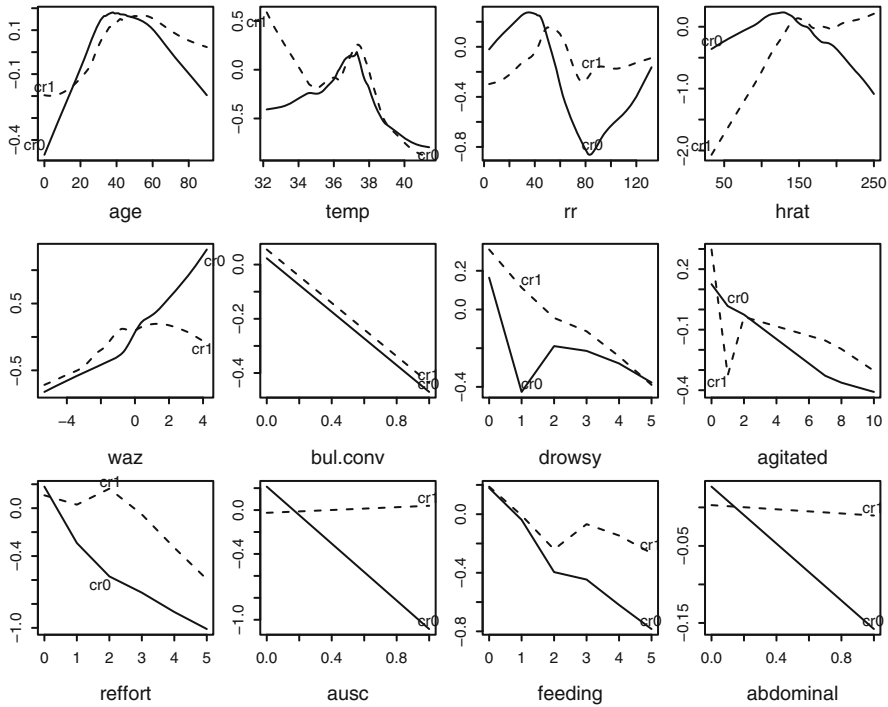 0.1
-0.1
-0.4
cr1
cr0
0 20 40 60 80
age
0.5
0.0
-0.5
cr1
cr0
32 34 36 38 40
temp
0.0
-0.4
-0.8
cr1
cr0
0 40 80 120
rr
0.0
-1.0
-2.0
cr0
cr1
50 150 250
hrat
0.5
-0.5
cr0
cr1
-4 0 2 4
waz
0.0
-0.2
-0.4
cr1
cr0
0.0 0.4 0.8
bul.conv
0.2
0.0
-0.4
cr1
cr0
0 1 2 3 4 5
drowsy
0.2
-0.1
-0.4
cr0
cr1
0 2 4 6 8 10
agitated
0.0
-0.4
-1.0
cr1
cr0
0 1 2 3 4 5
reffort
0.0
-0.4
-1.0
cr1
cr0
0.0 0.4 0.8
ausc
0.0
-0.4
-0.8
cr1
cr0
0 1 2 3 4 5
feeding
-0.05
-0.15
cr1
cr0
0.0 0.4 0.8
abdominal